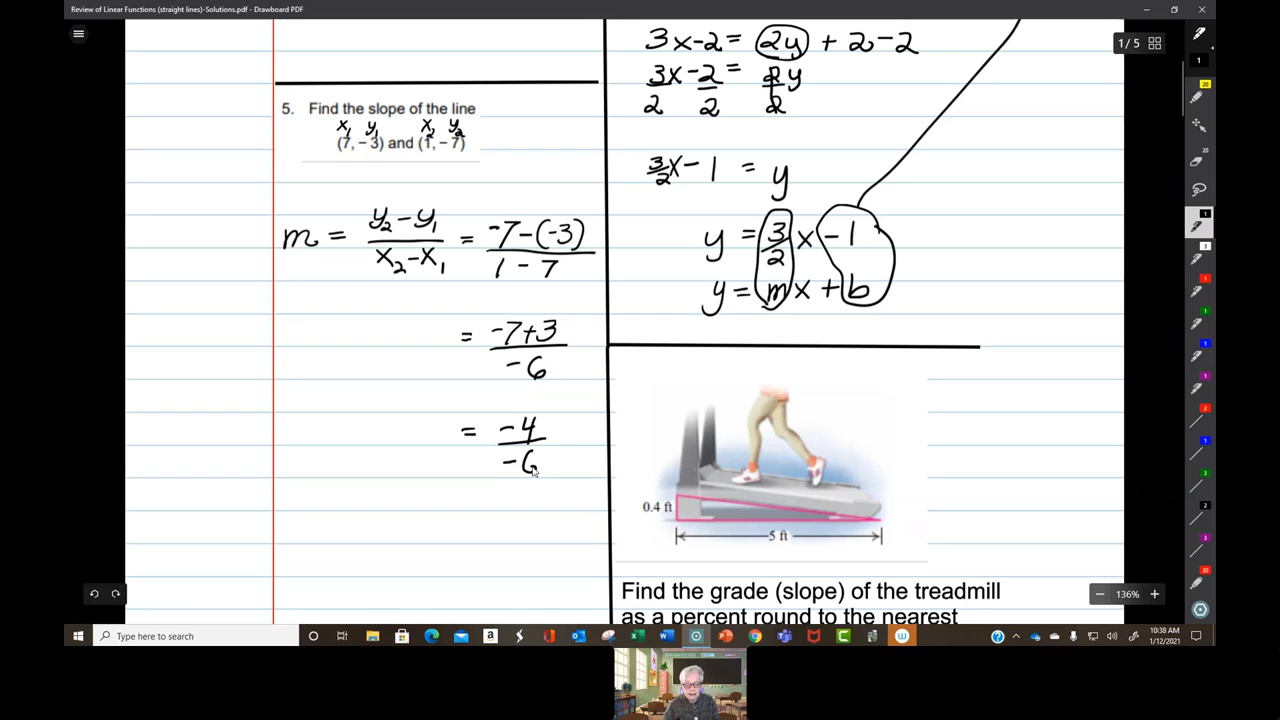 Review of Linear Functions (straight lines)-Solutions.pdf - Drawboard PDF
1/5
3x-2 = 2y + 2-2
3x-2 = 2y
2 2 2
3/2x - 1 = y
y = 3/2 x - 1
y = mx + b
5. Find the slope of the line
x₁ y₁ x₂ y₂
(7, - 3) and (1, - 7)
m = y₂-y₁/x₂-x₁ = -7-(-3)/1-7
= -7+3/-6
= -4/-6
0.4 ft
5 ft
Find the grade (slope) of the treadmill
as a percent round to the nearest
136%
Type here to search
10:38 AM
1/12/2021